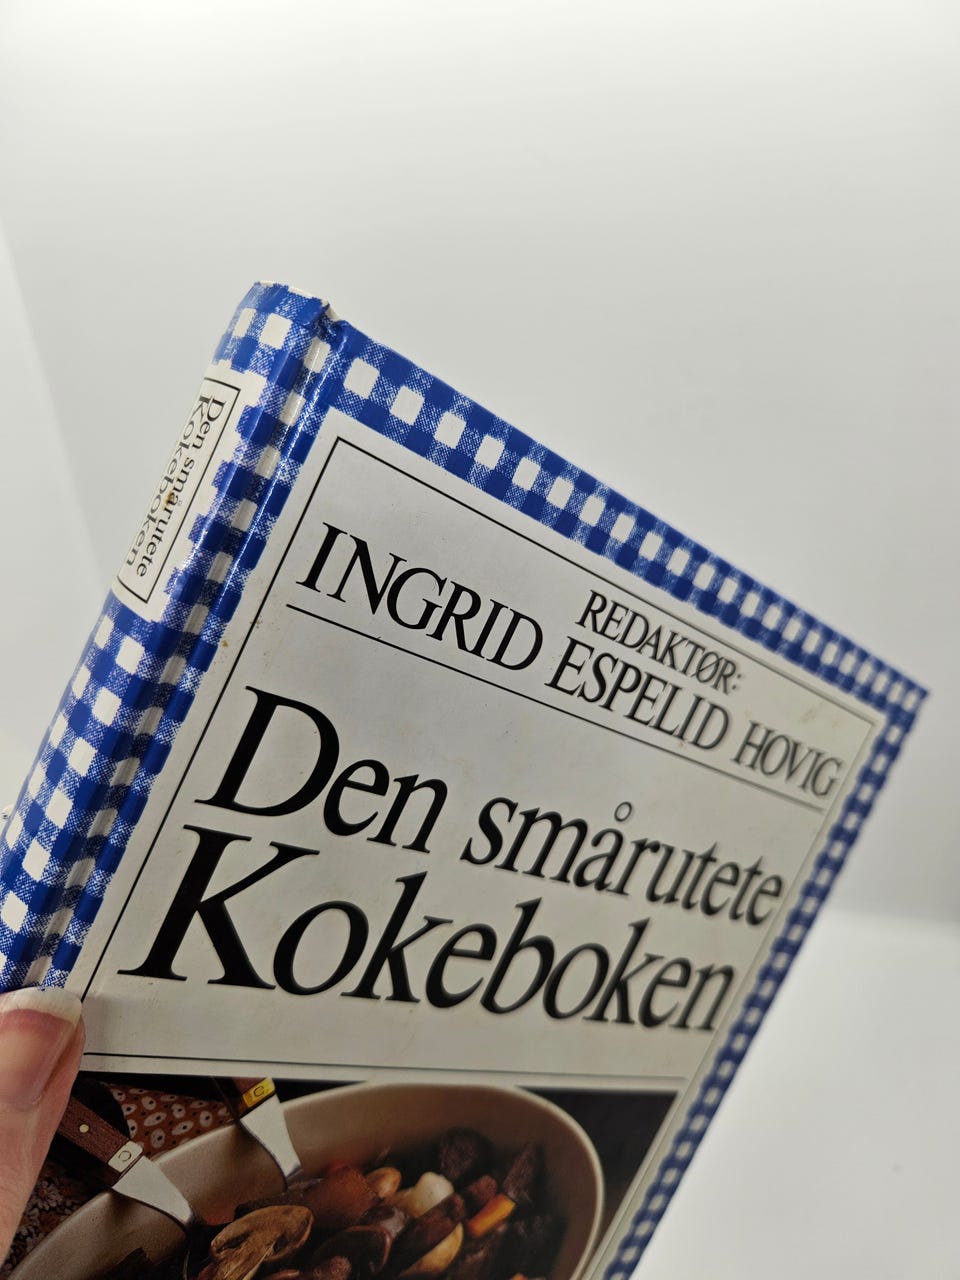 REDAKTØR:
INGRID ESPELID HOVIG
Den smårutete
Kokeboken
Den smårutete
Kokeboken